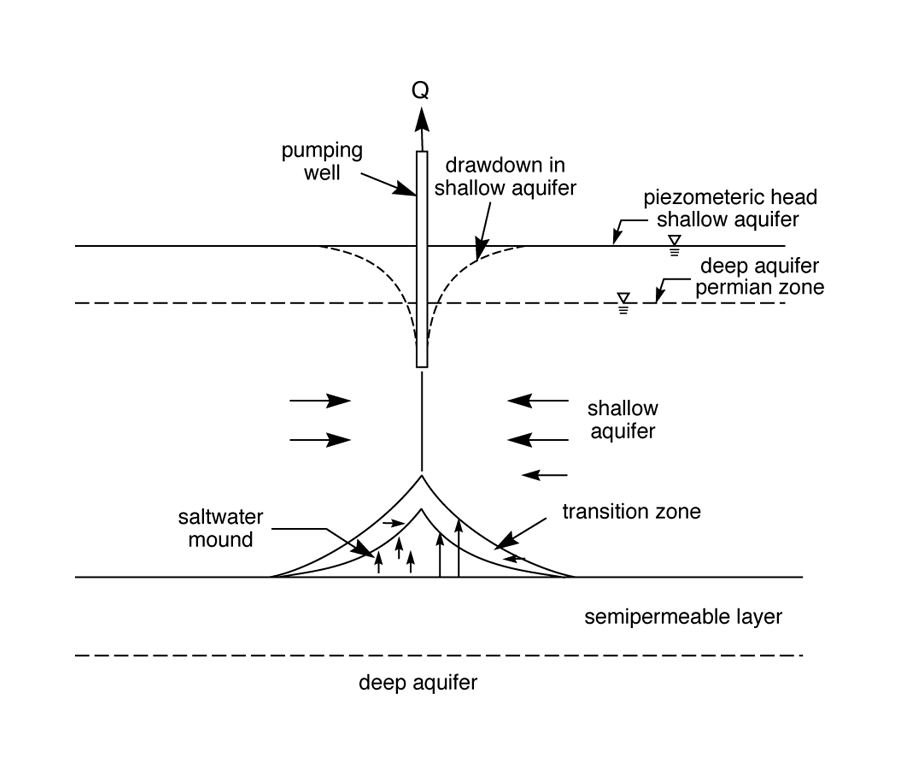 Q
pumping
well
drawdown in
shallow aquifer
piezometeric head
shallow aquifer
deep aquifer
permian zone
shallow
aquifer
saltwater
mound
transition zone
semipermeable layer
deep aquifer